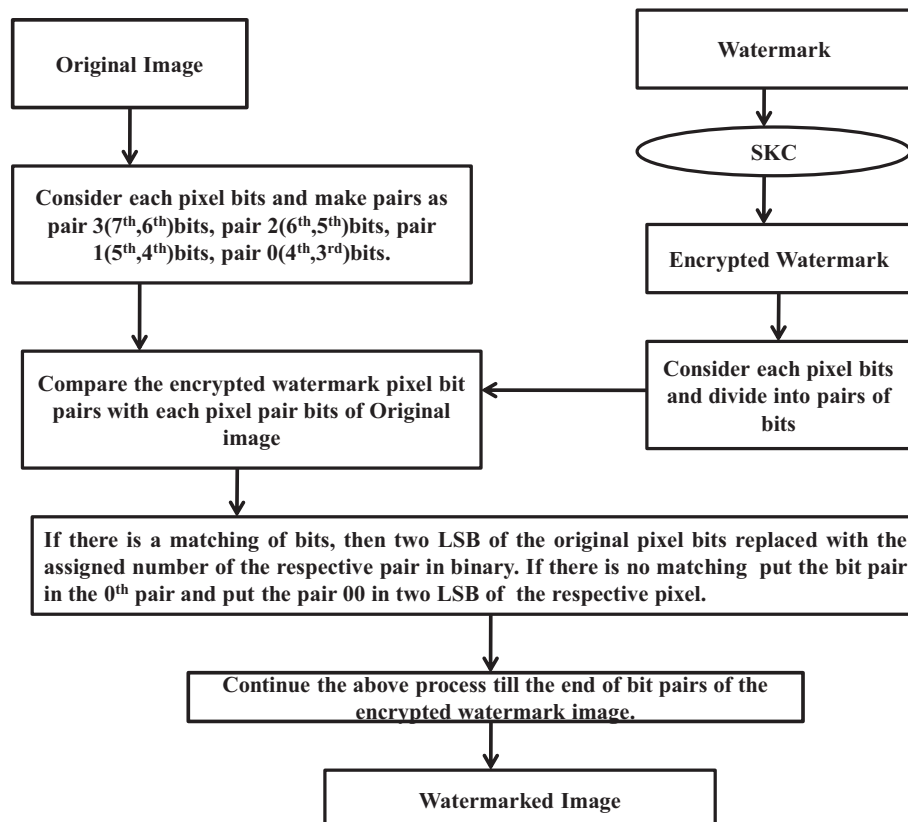 Original Image
Watermark
SKC
Consider each pixel bits and make pairs as
pair 3(7th,6th)bits, pair 2(6th,5th)bits, pair
1(5th,4th)bits, pair 0(4th,3rd)bits.
Encrypted Watermark
Compare the encrypted watermark pixel bit
pairs with each pixel pair bits of Original
image
Consider each pixel bits
and divide into pairs of
bits
If there is a matching of bits, then two LSB of the original pixel bits replaced with the
assigned number of the respective pair in binary. If there is no matching put the bit pair
in the 0th pair and put the pair 00 in two LSB of the respective pixel.
Continue the above process till the end of bit pairs of the
encrypted watermark image.
Watermarked Image